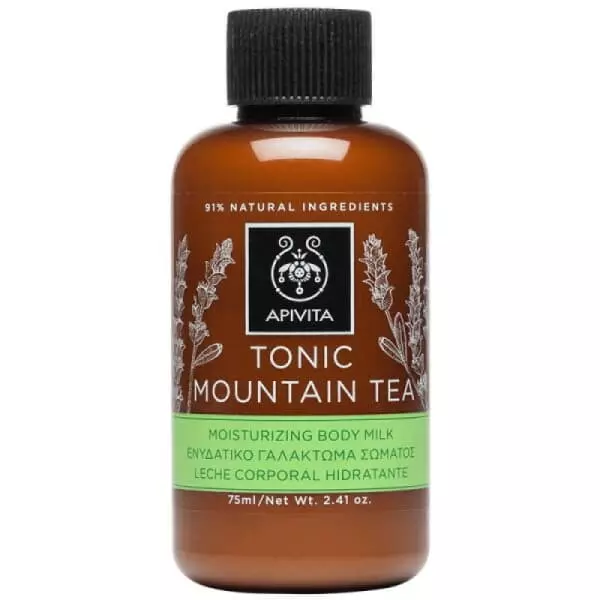 91% NATURAL INGREDIENTS
APIVITA
TONIC
MOUNTAIN TEA
MOISTURIZING BODY MILK
ΕΝΥΔΑΤΙΚΟ ΓΑΛΑΚΤΩΜΑ ΣΩΜΑΤΟΣ
LECHE CORPORAL HIDRATANTE
75ml/Net Wt. 2.41 oz.